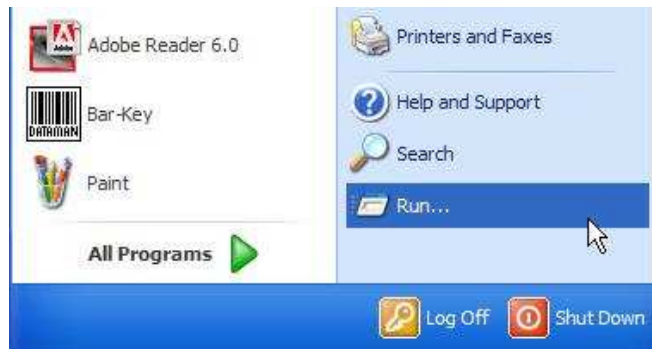 Adobe Reader 6.0
Bar-Key
DATAMAN
Paint
All Programs
Printers and Faxes
Help and Support
Search
Run...
Log Off
Shut Down